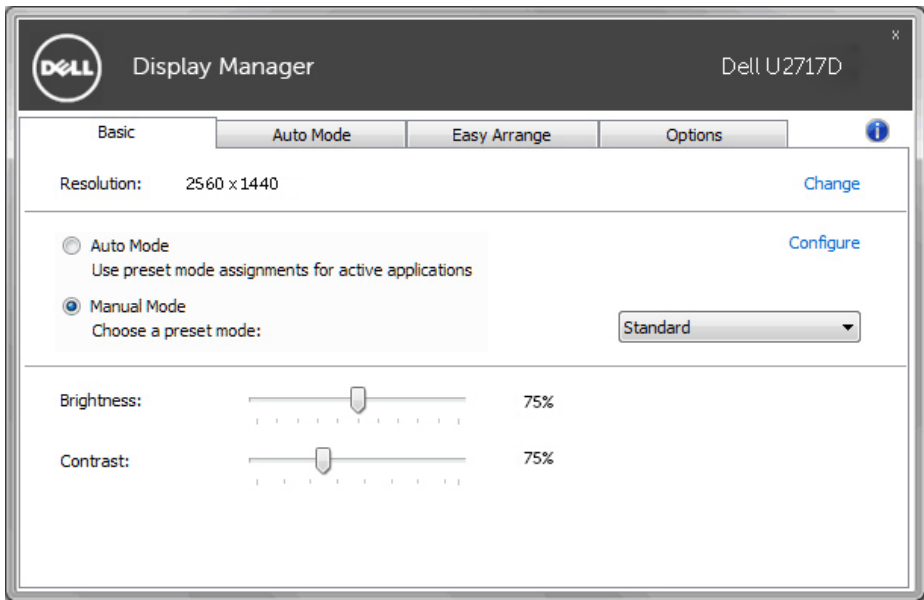 x
DELL Display Manager Dell U2717D
Basic Auto Mode Easy Arrange Options i
Resolution: 2560 x 1440 Change
Auto Mode Configure
Use preset mode assignments for active applications
Manual Mode
Choose a preset mode: Standard
Brightness: 75%
Contrast: 75%